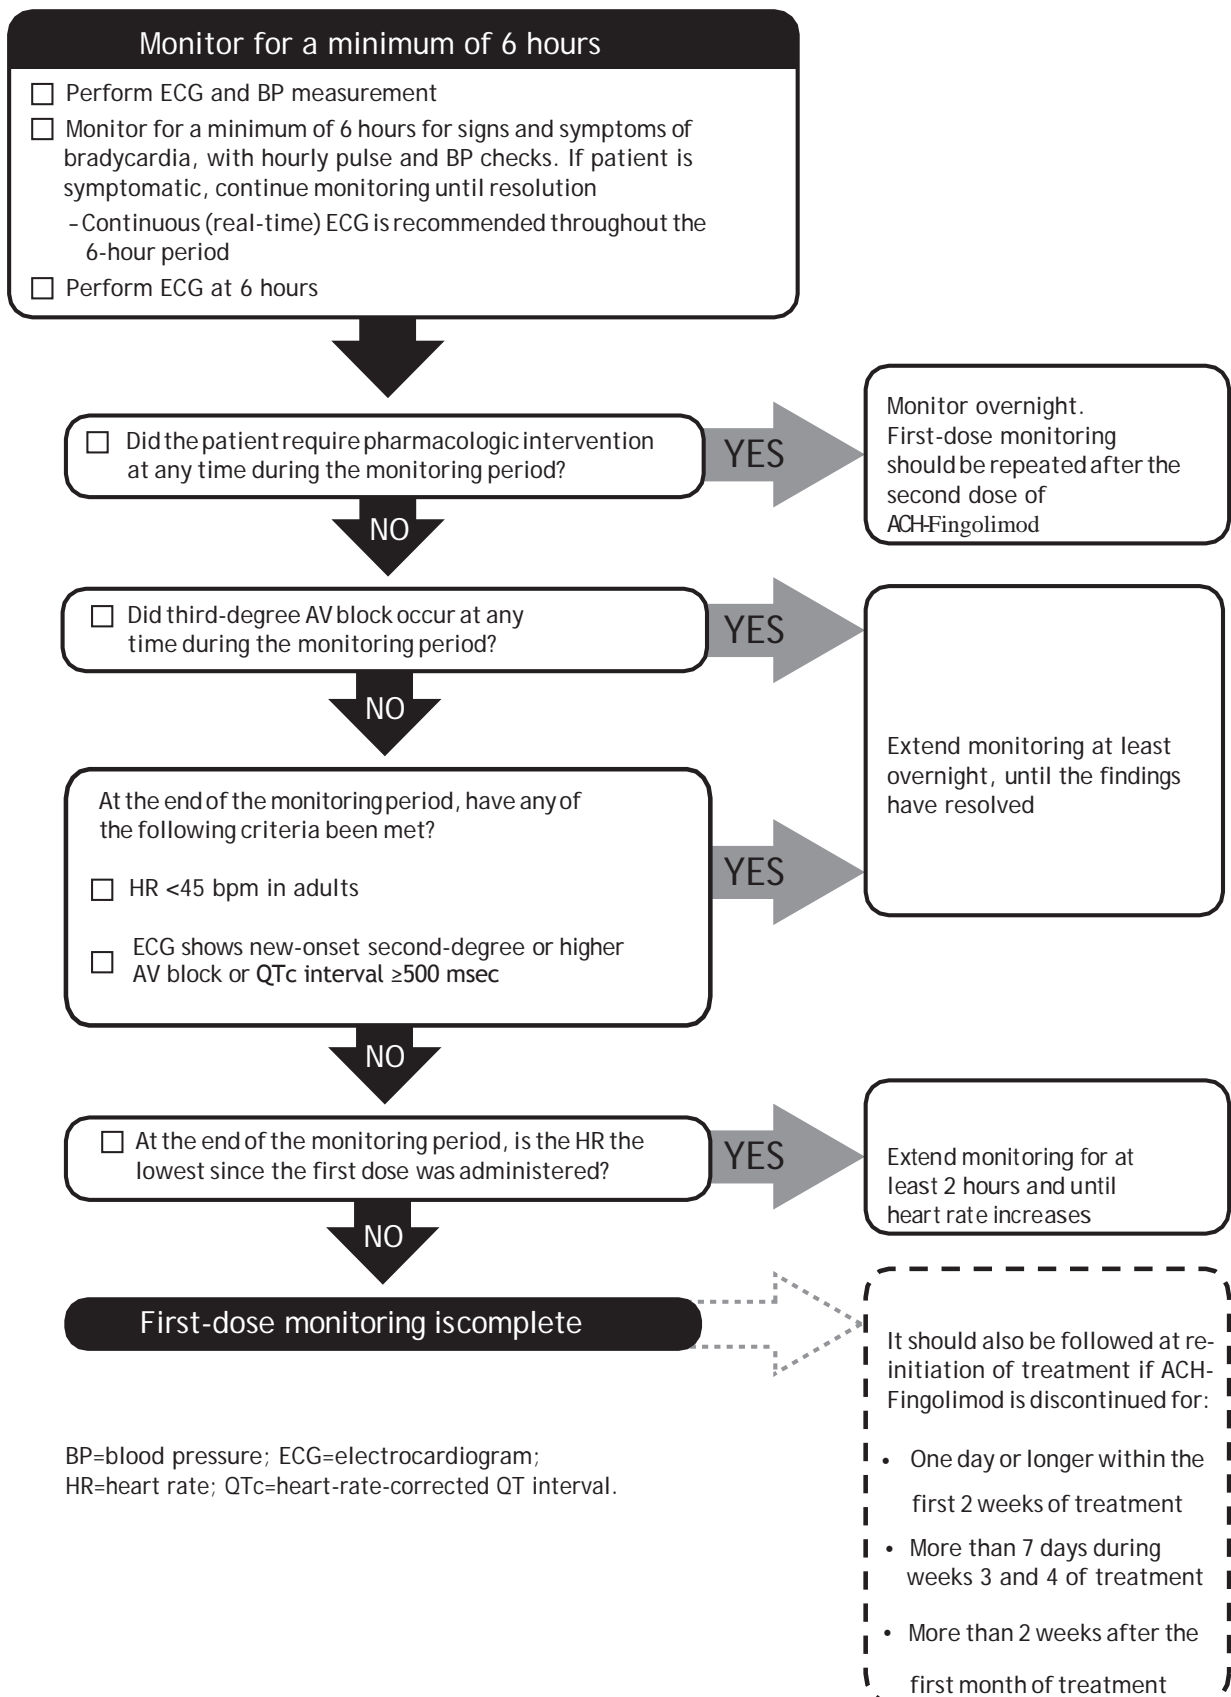 Monitor for a minimum of 6 hours
Perform ECG and BP measurement
Monitor for a minimum of 6 hours for signs and symptoms of
bradycardia, with hourly pulse and BP checks. If patient is
symptomatic, continue monitoring until resolution
–Continuous (real-time) ECG is recommended throughout the
6-hour period
Perform ECG at 6 hours
Did the patient require pharmacologic intervention
at any time during the monitoring period?
YES
Monitor overnight.
First-dose monitoring
should be repeated after the
second dose of
ACH-Fingolimod
NO
Did third-degree AV block occur at any
time during the monitoring period?
YES
NO
At the end of the monitoring period, have any of
the following criteria been met?
HR <45 bpm in adults
ECG shows new-onset second-degree or higher
AV block or QTc interval ≥500 msec
YES
Extend monitoring at least
overnight, until the findings
have resolved
NO
At the end of the monitoring period, is the HR the
lowest since the first dose was administered?
YES
Extend monitoring for at
least 2 hours and until
heart rate increases
NO
First-dose monitoring iscomplete
It should also be followed at re-
initiation of treatment if ACH-
Fingolimod is discontinued for:
• One day or longer within the
first 2 weeks of treatment
• More than 7 days during
weeks 3 and 4 of treatment
• More than 2 weeks after the
first month of treatment
BP=blood pressure; ECG=electrocardiogram;
HR=heart rate; QTc=heart-rate-corrected QT interval.